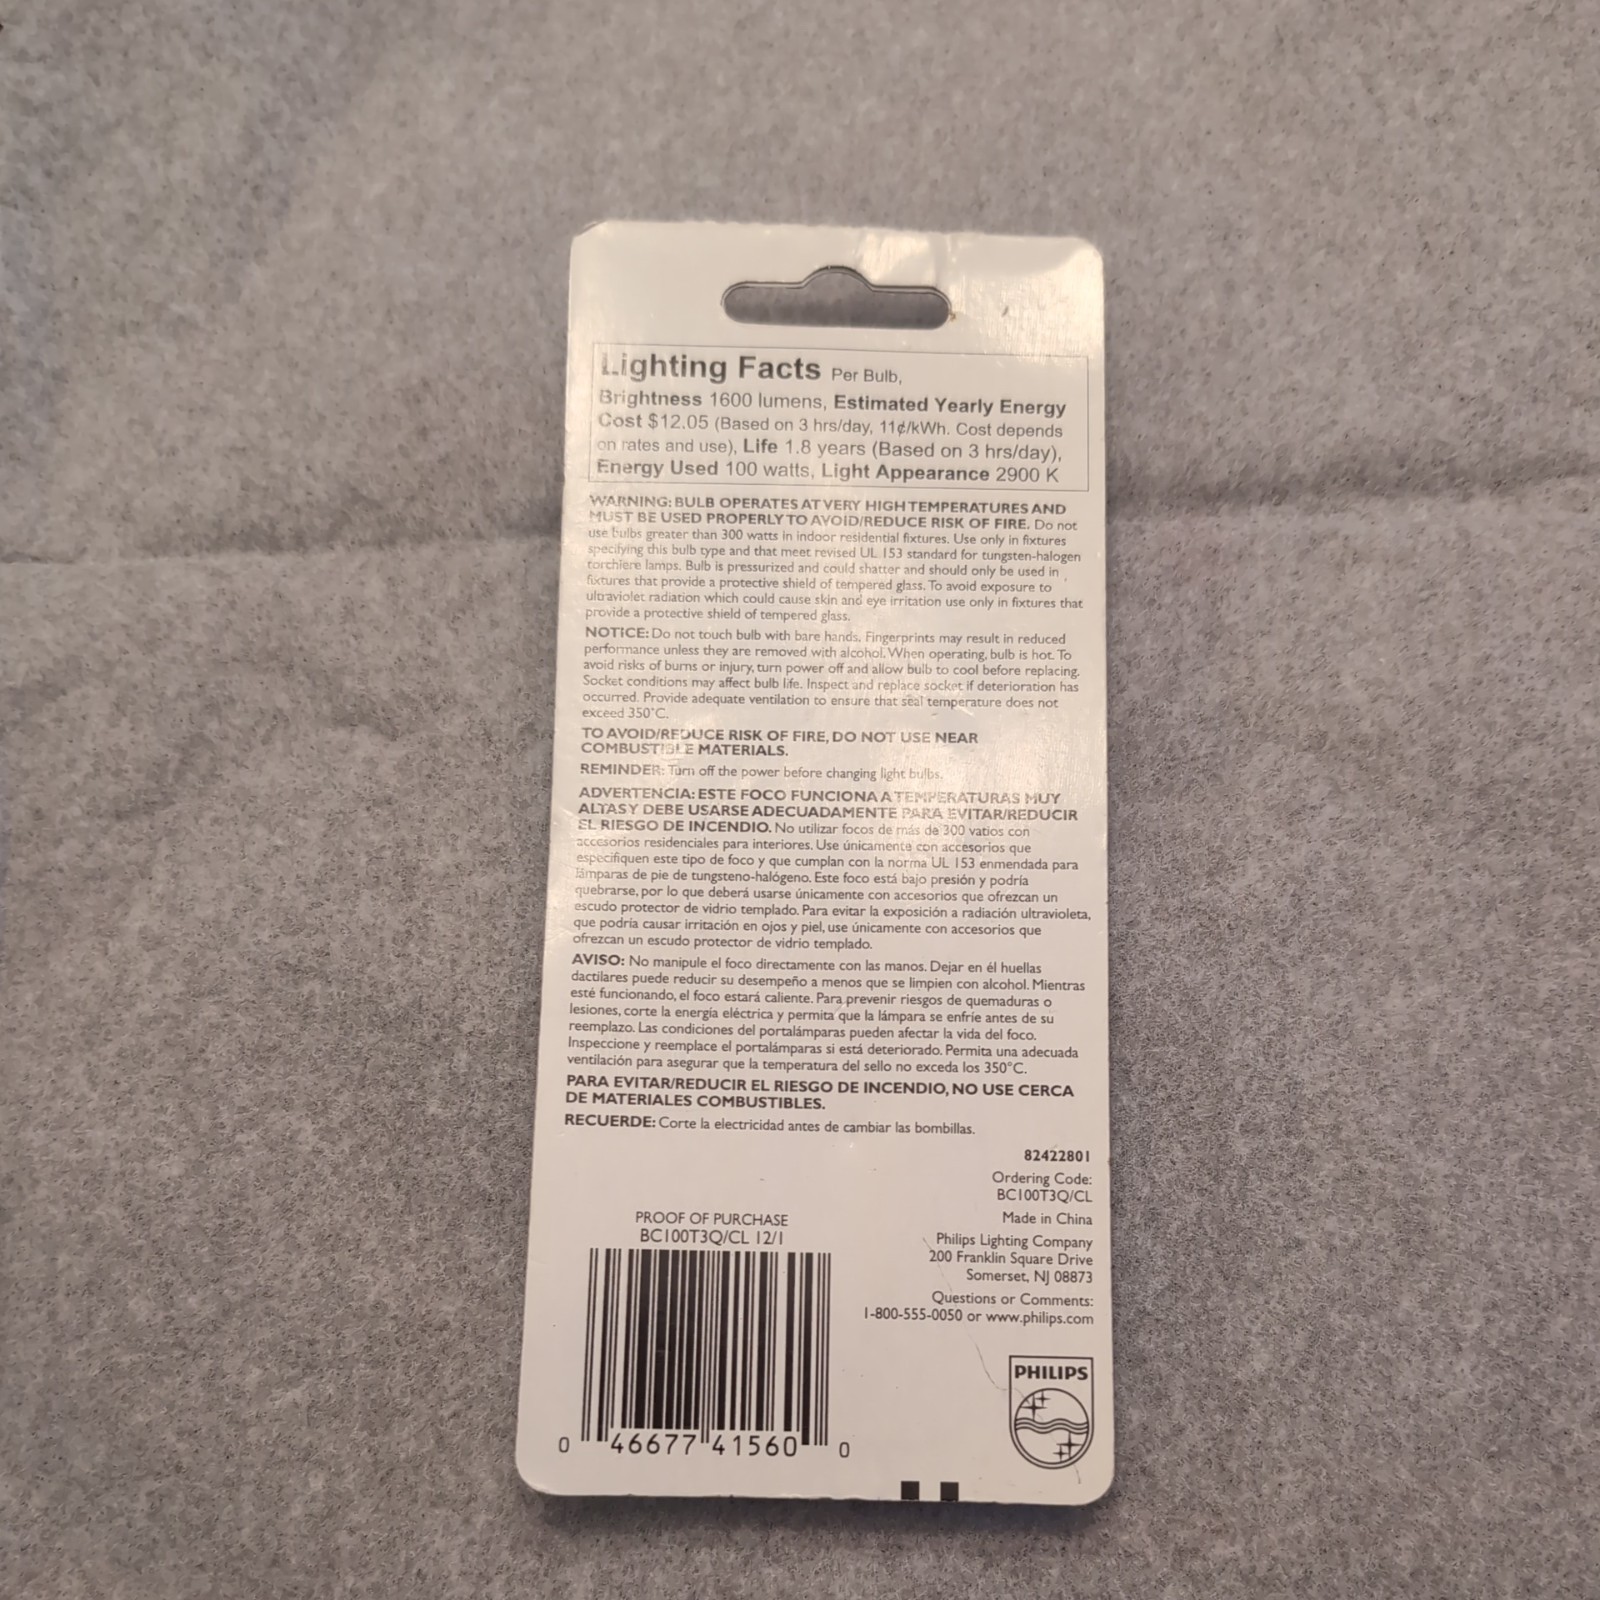 Lighting Facts Per Bulb,
Brightness 1600 lumens, Estimated Yearly Energy
Cost $12.05 (Based on 3 hrs/day, 11¢/kWh. Cost depends
on rates and use), Life 1.8 years (Based on 3 hrs/day),
Energy Used 100 watts, Light Appearance 2900 K
WARNING: BULB OPERATES AT VERY HIGH TEMPERATURES AND
MUST BE USED PROPERLY TO AVOID/REDUCE RISK OF FIRE. Do not
use bulbs greater than 300 watts in indoor residential fixtures. Use only in fixtures
specifying this bulb type and that meet revised UL 153 standard for tungsten-halogen
torchiere lamps. Bulb is pressurized and could shatter and should only be used in
fixtures that provide a protective shield of tempered glass. To avoid exposure to
ultraviolet radiation which could cause skin and eye irritation use only in fixtures that
provide a protective shield of tempered glass.
NOTICE: Do not touch bulb with bare hands. Fingerprints may result in reduced
performance unless they are removed with alcohol. When operating, bulb is hot. To
avoid risks of burns or injury, turn power off and allow bulb to cool before replacing.
Socket conditions may affect bulb life. Inspect and replace socket if deterioration has
occurred. Provide adequate ventilation to ensure that seal temperature does not
exceed 350°C.
TO AVOID/REDUCE RISK OF FIRE, DO NOT USE NEAR
COMBUSTIBLE MATERIALS.
REMINDER: Turn off the power before changing light bulbs.
ADVERTENCIA: ESTE FOCO FUNCIONA A TEMPERATURAS MUY
ALTAS Y DEBE USARSE ADECUADAMENTE PARA EVITAR/REDUCIR
EL RIESGO DE INCENDIO. No utilizar focos de más de 300 vatios con
accesorios residenciales para interiores. Use únicamente con accesorios que
especifiquen este tipo de foco y que cumplan con la norma UL 153 enmendada para
lámparas de pie de tungsteno-halógeno. Este foco está bajo presión y podría
quebrarse, por lo que deberá usarse únicamente con accesorios que ofrezcan un
escudo protector de vidrio templado. Para evitar la exposición a radiación ultravioleta,
que podría causar irritación en ojos y piel, use únicamente con accesorios que
ofrezcan un escudo protector de vidrio templado.
AVISO: No manipule el foco directamente con las manos. Dejar en él huellas
dactilares puede reducir su desempeño a menos que se limpien con alcohol. Mientras
esté funcionando, el foco estará caliente. Para prevenir riesgos de quemaduras o
lesiones, corte la energía eléctrica y permita que la lámpara se enfríe antes de su
reemplazo. Las condiciones del portalámparas pueden afectar la vida del foco.
Inspeccione y reemplace el portalámparas si está deteriorado. Permita una adecuada
ventilación para asegurar que la temperatura del sello no exceda los 350°C.
PARA EVITAR/REDUCIR EL RIESGO DE INCENDIO, NO USE CERCA
DE MATERIALES COMBUSTIBLES.
RECUERDE: Corte la electricidad antes de cambiar las bombillas.
82422801
Ordering Code:
BC100T3Q/CL
Made in China
Philips Lighting Company
200 Franklin Square Drive
Somerset, NJ 08873
Questions or Comments:
1-800-555-0050 or www.philips.com
PROOF OF PURCHASE
BC100T3Q/CL 12/1
0 46677 41560 0
PHILIPS